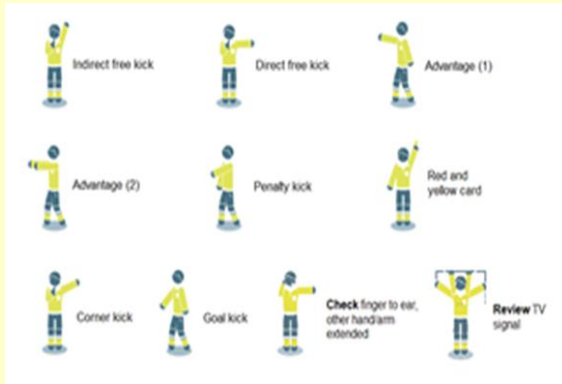 Indirect free kick
Direct free kick
Advantage (1)
Advantage (2)
Penalty kick
Red and
yellow card
Corner kick
Goal kick
Check finger to ear,
other hand/arm
extended
Review TV
signal